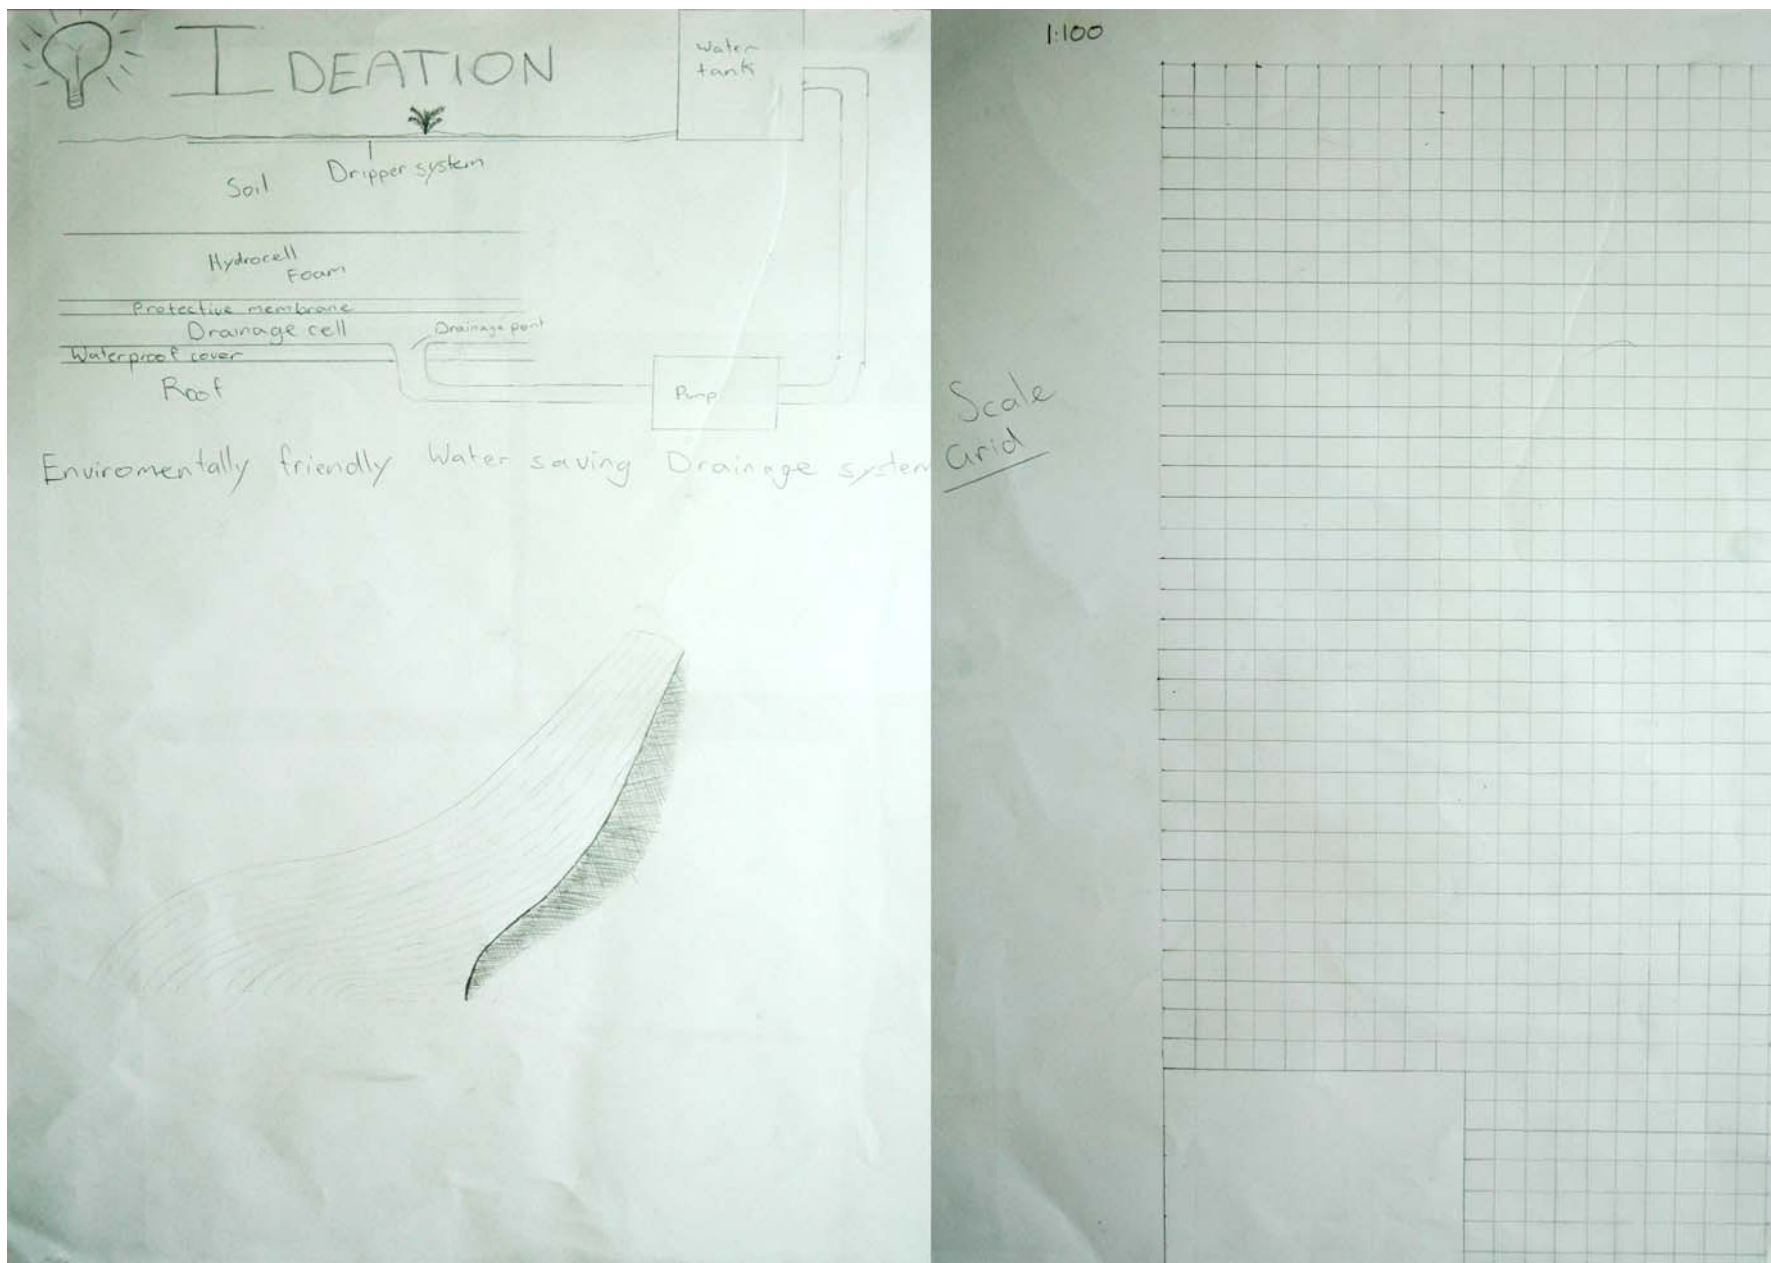 IDEATION
Water
tank
Dripper system
Soil
Hydrocell
Foam
Protective membrane
Drainage cell
Drainage point
Waterproof cover
Roof
Pump
Enviromentally friendly Water saving Drainage system
1:100
Scale
Grid